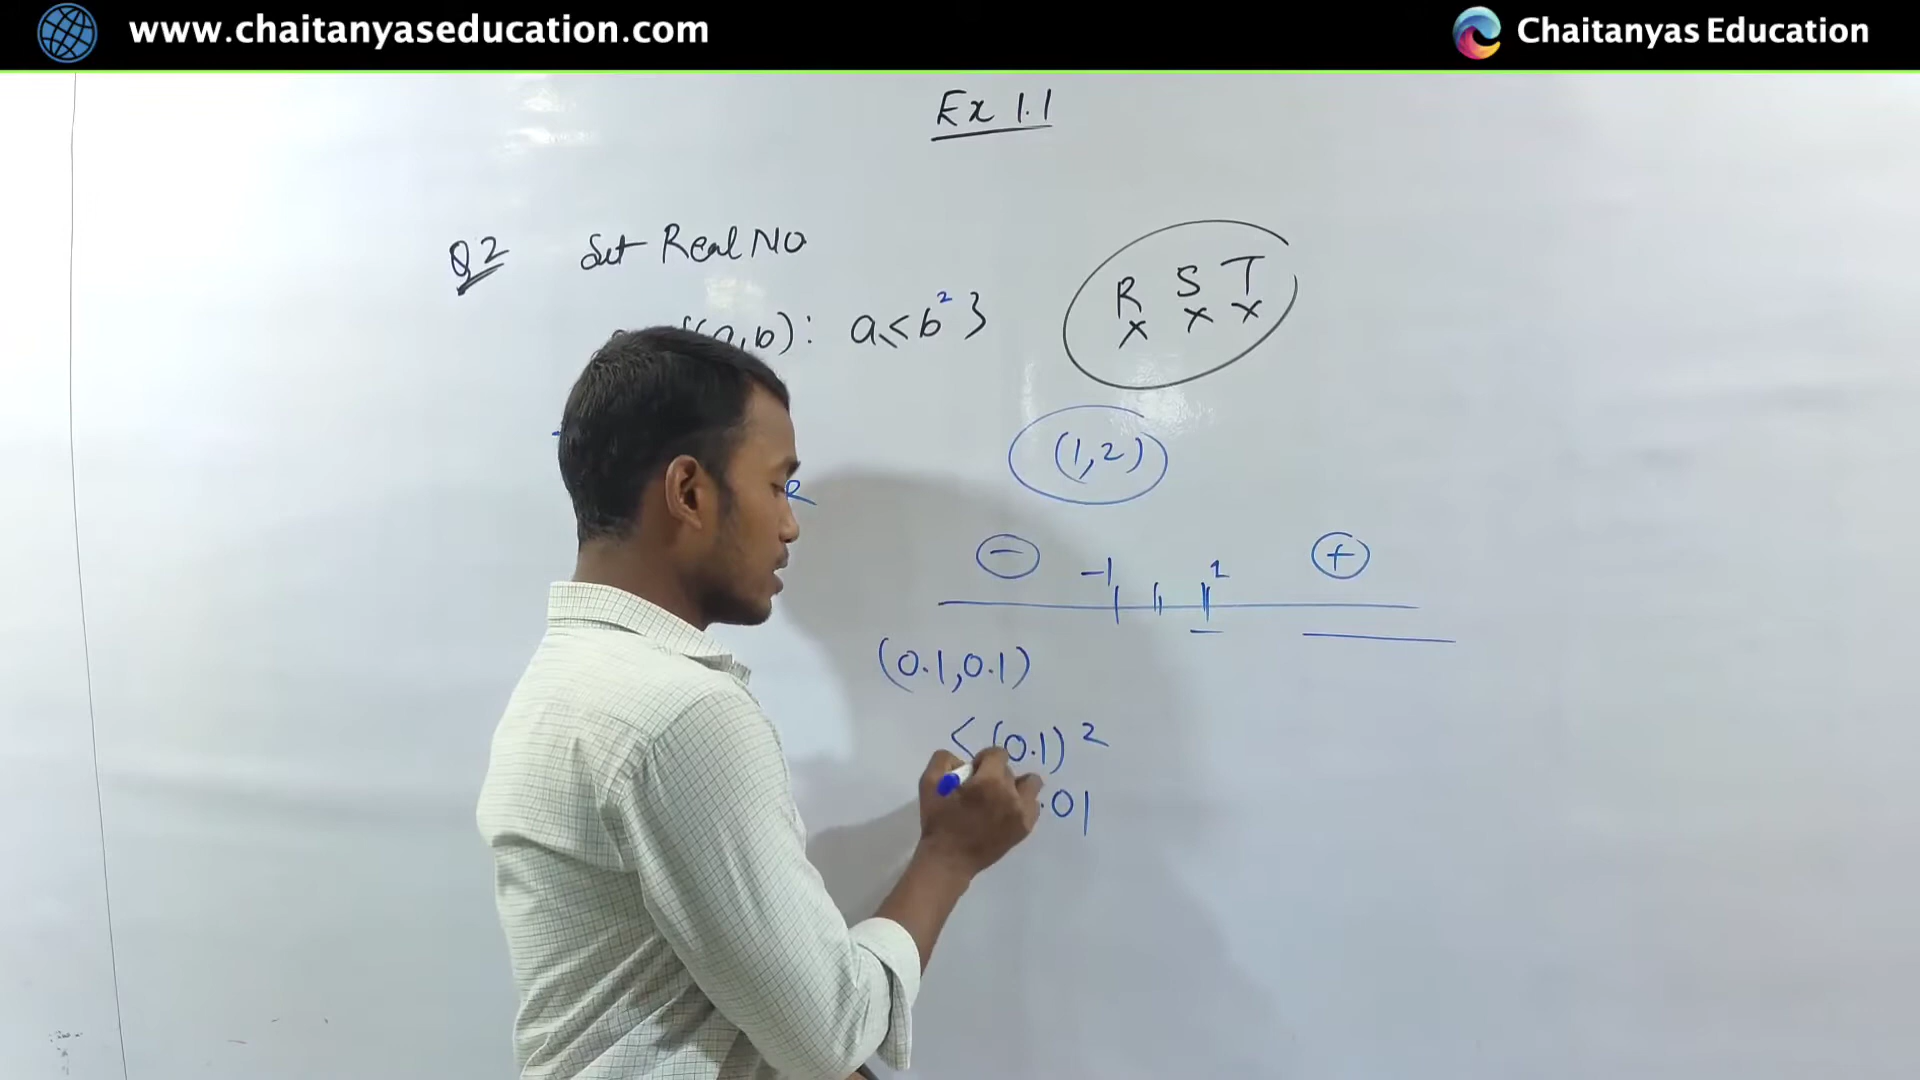 www.chaitanyaseducation.com
Chaitanyas Education
Ex 1.1
Q2 Set Real No
(a,b): a≤b² }
R S T
× × ×
(1,2)
R
− +
-1 1
(0.1,0.1)
<(0.1)²
.01